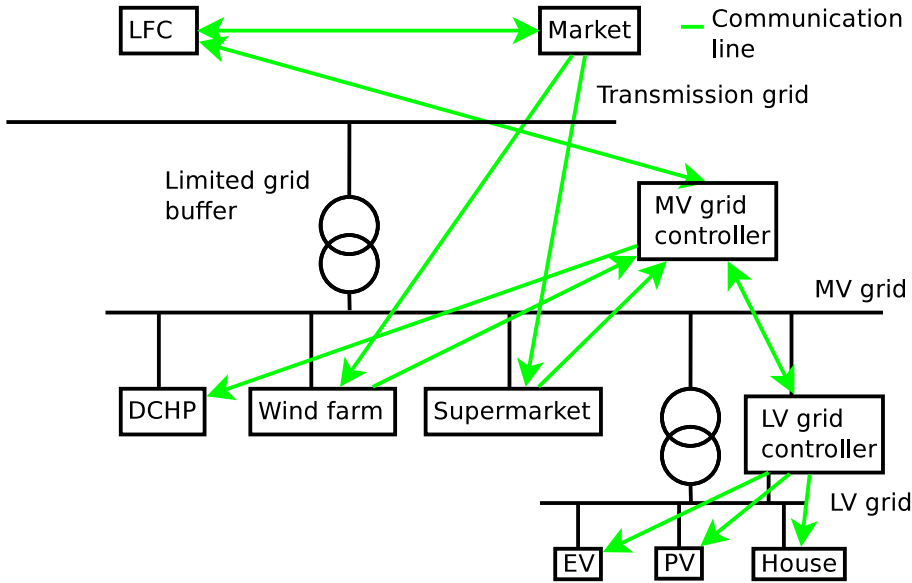 LFC
Market
Communication
line
Transmission grid
Limited grid
buffer
MV grid
controller
MV grid
DCHP
Wind farm
Supermarket
LV grid
controller
LV grid
EV
PV
House